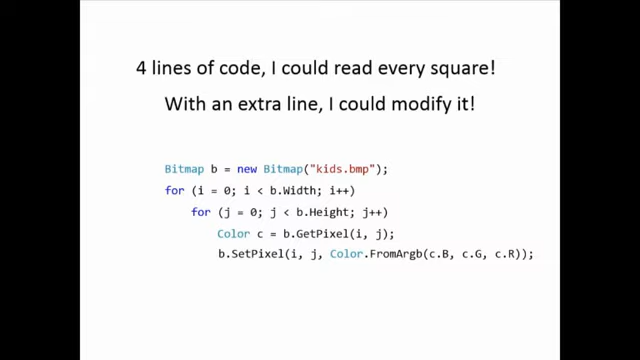 4 lines of code, I could read every square!
With an extra line, I could modify it!
Bitmap b = new Bitmap("kids.bmp");
for (i = 0; i < b.Width; i++)
for (j = 0; j < b.Height; j++)
Color c = b.GetPixel(i, j);
b.SetPixel(i, j, Color.FromArgb(c.B, c.G, c.R));